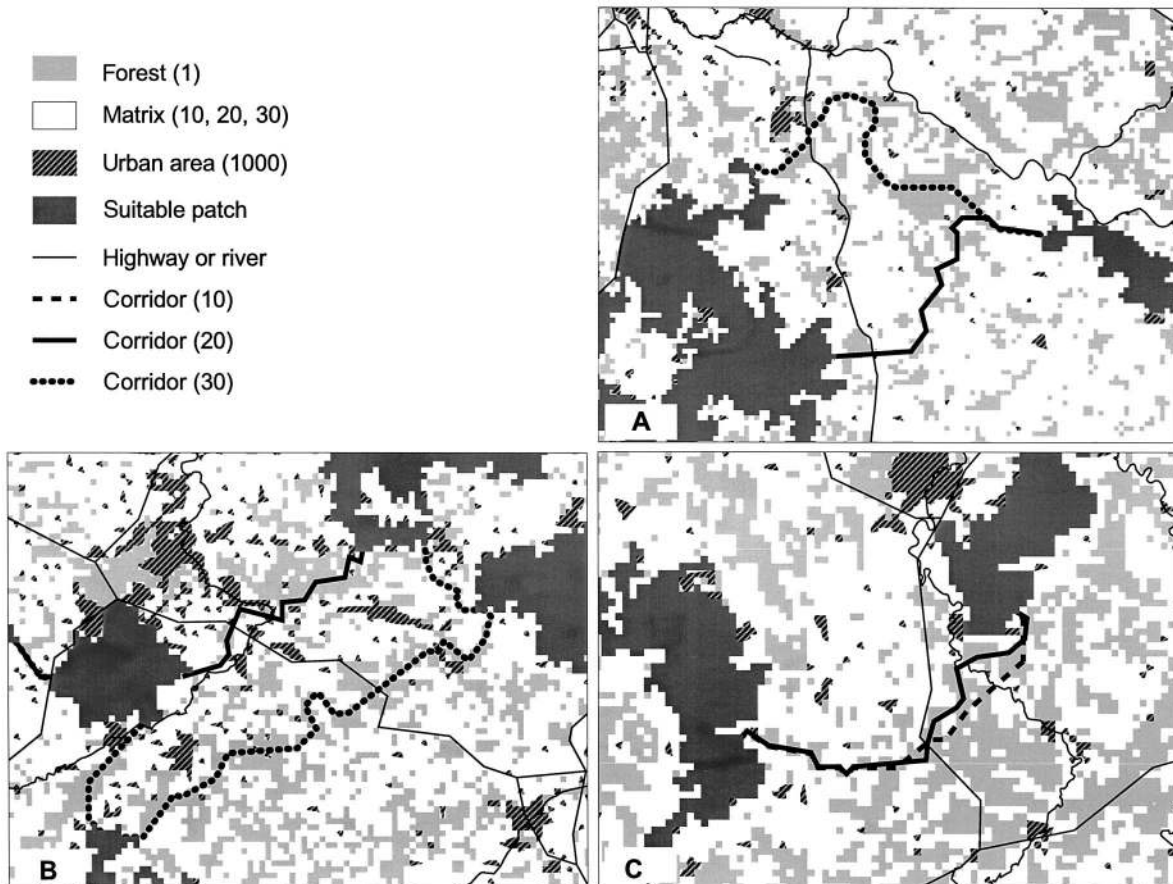 Forest (1)
Matrix (10, 20, 30)
Urban area (1000)
Suitable patch
Highway or river
Corridor (10)
Corridor (20)
Corridor (30)
A
B
C